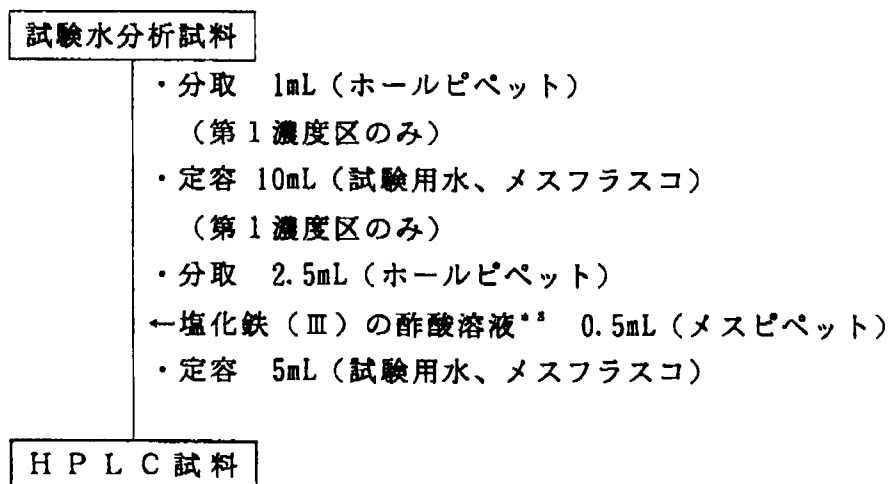 試験水分析試料
・分取 1mL（ホールピペット）
（第1濃度区のみ）
・定容 10mL（試験用水、メスフラスコ）
（第1濃度区のみ）
・分取 2.5mL（ホールピペット）
←塩化鉄（Ⅲ）の酢酸溶液 0.5mL（メスピペット）
・定容 5mL（試験用水、メスフラスコ）
ＨＰＬＣ試料